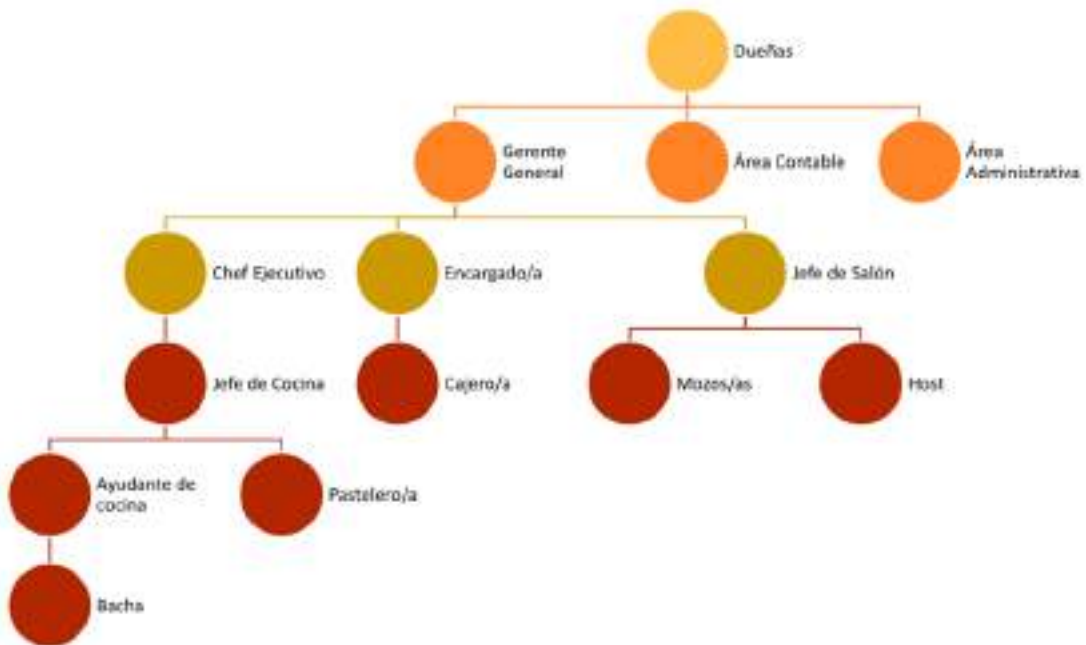 Dueñas
Gerente
General
Área Contable
Área
Administrativa
Chef Ejecutivo
Encargado/a
Jefe de Salón
Jefe de Cocina
Cajero/a
Mozos/as
Host
Ayudante de
cocina
Pastelero/a
Bacha